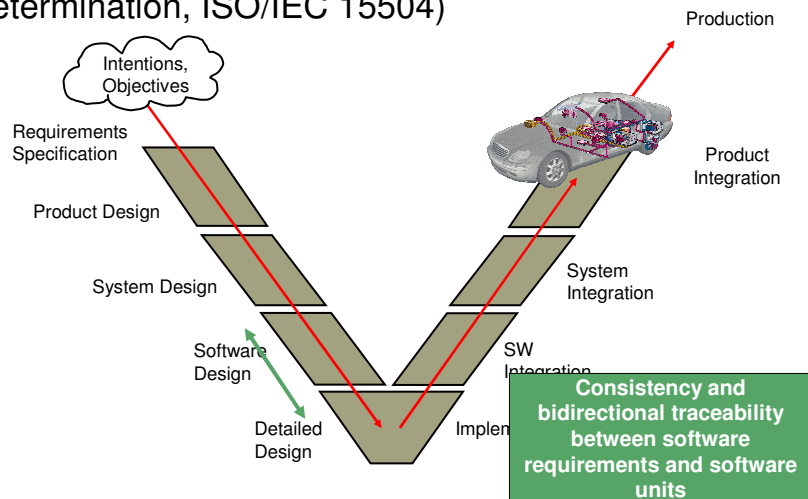 etermination, ISO/IEC 15504)
Production
Intentions,
Objectives
Requirements
Specification
Product
Integration
Product Design
System Design
System
Integration
Software
Design
SW
Integration
Detailed
Design
Implem
Consistency and
bidirectional traceability
between software
requirements and software
units